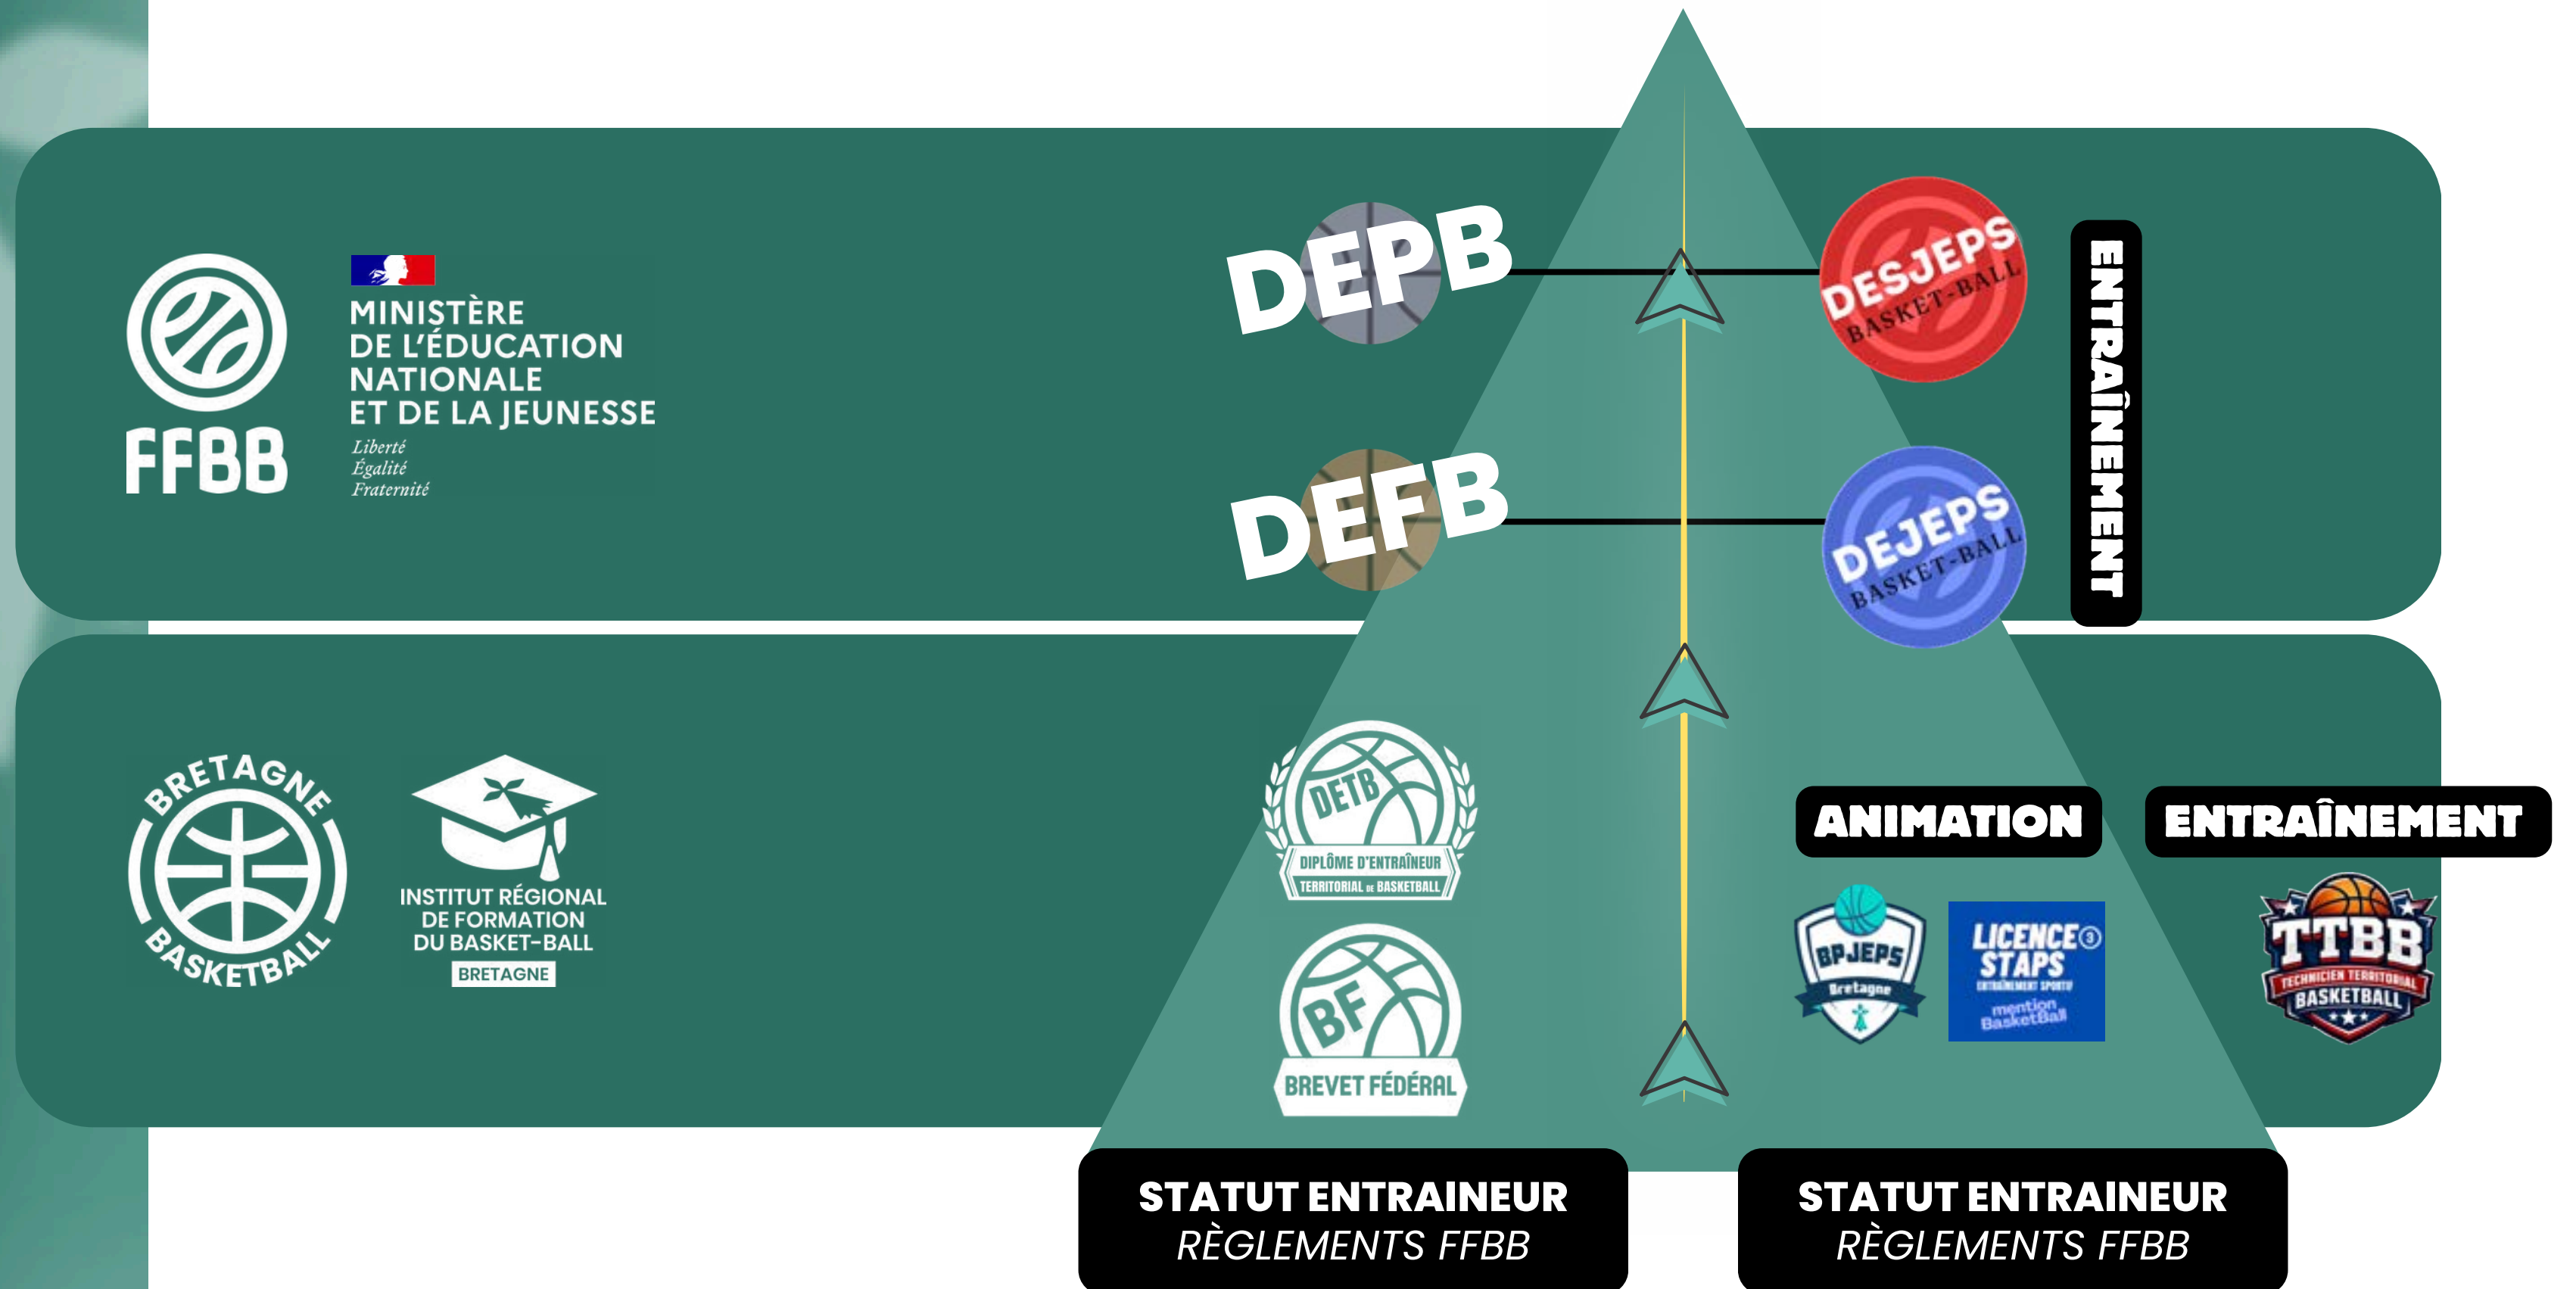 FFBB
MINISTÈRE
DE L'ÉDUCATION
NATIONALE
ET DE LA JEUNESSE
Liberté
Égalité
Fraternité
DEPB
DESJEPS
BASKET-BALL
DEFB
DEJEPS
BASKET-BALL
ENTRAÎNEMENT
BRETAGNE
BASKETBALL
INSTITUT RÉGIONAL
DE FORMATION
DU BASKET-BALL
BRETAGNE
DETB
DIPLÔME D'ENTRAÎNEUR
TERRITORIAL DE BASKETBALL
BF
BREVET FÉDÉRAL
ANIMATION
BPJEPS
Bretagne
LICENCE 3
STAPS
ENTRAÎNEMENT SPORTIF
mention
BasketBall
ENTRAÎNEMENT
TTBB
TECHNICIEN TERRITORIAL
BASKETBALL
STATUT ENTRAINEUR
RÈGLEMENTS FFBB
STATUT ENTRAINEUR
RÈGLEMENTS FFBB